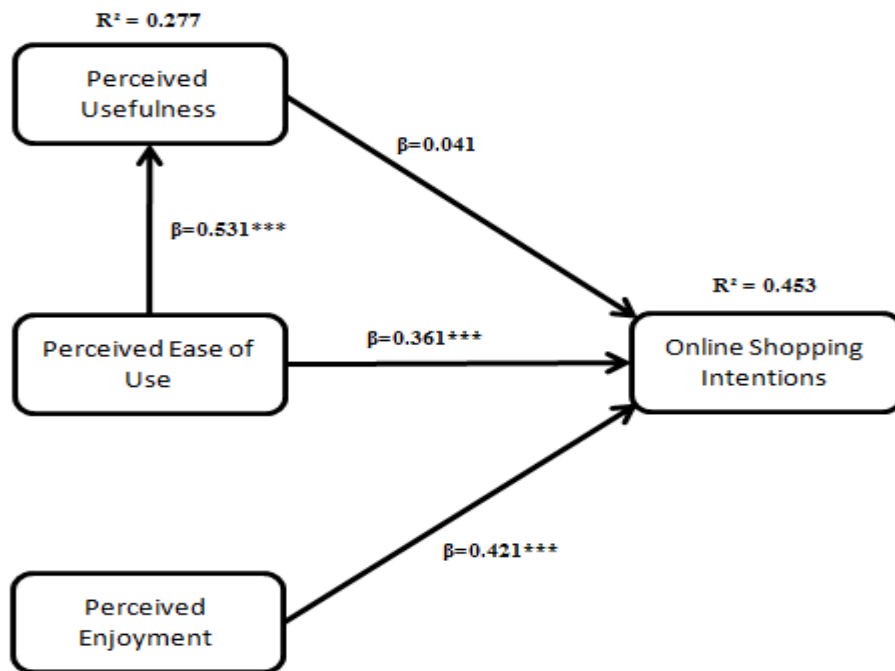 R² = 0.277
Perceived
Usefulness
β=0.041
β=0.531***
R² = 0.453
Perceived Ease of
Use
β=0.361***
Online Shopping
Intentions
β=0.421***
Perceived
Enjoyment